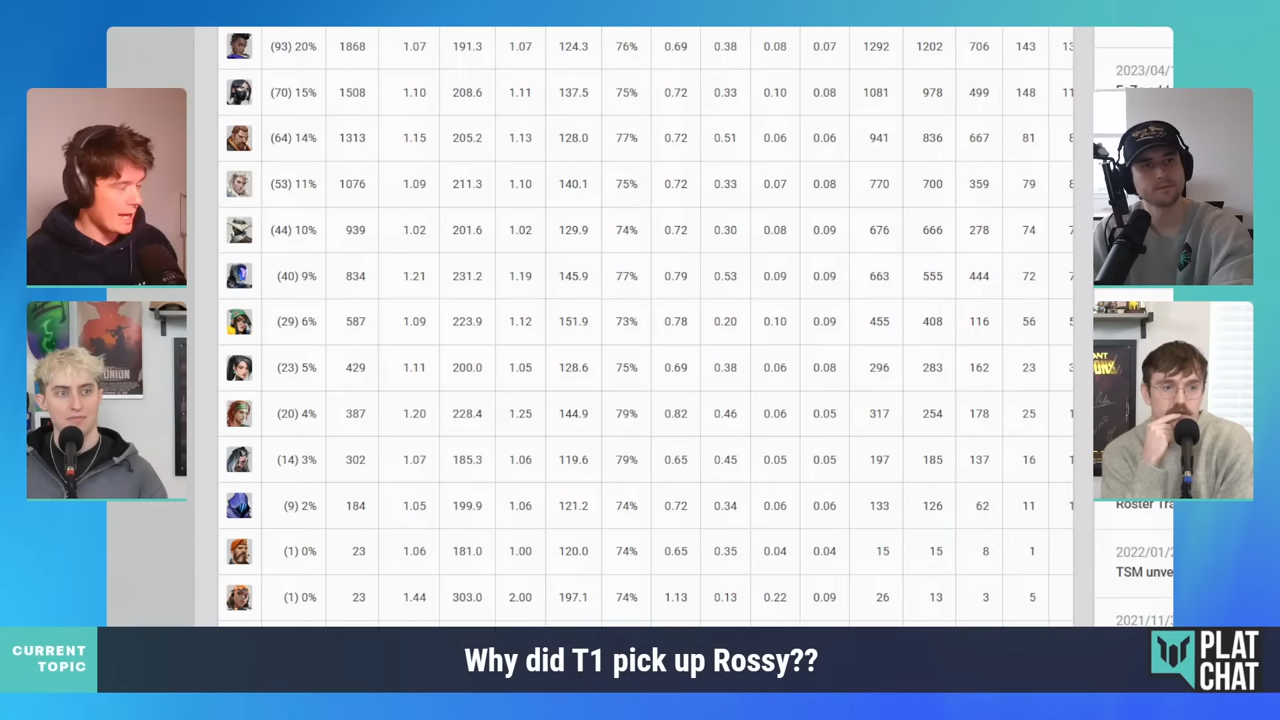 (93) 20% 1868 1.07 191.3 1.07 124.3 76% 0.69 0.38 0.08 0.07 1292 1202 706 143
(70) 15% 1508 1.10 206.6 1.11 137.5 75% 0.72 0.33 0.10 0.08 1081 978 499 148
(64) 14% 1313 1.15 205.2 1.13 128.0 77% 0.72 0.51 0.06 0.06 941 836 667 81
(53) 11% 1076 1.09 211.3 1.10 140.1 75% 0.72 0.33 0.07 0.08 770 700 359 79
(44) 10% 939 1.02 201.6 1.02 129.9 74% 0.72 0.30 0.08 0.09 676 666 278 74
(40) 9% 834 1.21 231.2 1.19 145.9 77% 0.79 0.53 0.09 0.09 663 555 444 72
(29) 6% 587 1.09 223.9 1.12 151.9 73% 0.78 0.20 0.10 0.09 455 408 116 56
(23) 5% 429 1.11 200.0 1.05 128.6 75% 0.69 0.38 0.06 0.08 296 283 162 23
(20) 4% 387 1.20 228.4 1.25 144.9 79% 0.82 0.46 0.06 0.05 317 254 178 25
(14) 3% 302 1.07 185.3 1.06 119.6 79% 0.65 0.45 0.05 0.05 197 185 137 16
(9) 2% 184 1.05 199.9 1.06 121.2 74% 0.72 0.34 0.06 0.06 133 126 62 11
(1) 0% 23 1.06 181.0 1.00 120.0 74% 0.65 0.35 0.04 0.04 15 15 8 1
(1) 0% 23 1.44 303.0 2.00 197.1 74% 1.13 0.13 0.22 0.09 26 13 3 5
2023/04/
Roster Tra
2022/01/2
TSM unve
2021/11/3
CURRENT
TOPIC
Why did T1 pick up Rossy??
PLAT
CHAT